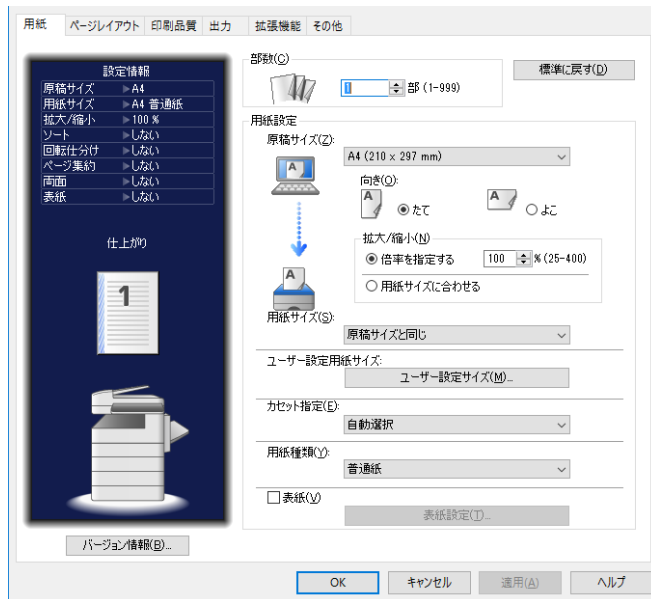 用紙 ページレイアウト 印刷品質 出力 拡張機能 その他
設定情報
原稿サイズ ▶A4
用紙サイズ ▶A4 普通紙
拡大/縮小 ▶100 %
ソート ▶しない
回転仕分け ▶しない
ページ集約 ▶しない
両面 ▶しない
表紙 ▶しない
仕上がり
1
バージョン情報(B)...
部数(C)
1 部 (1-999)
標準に戻す(D)
用紙設定
原稿サイズ(Z):
A4 (210 x 297 mm)
A
向き(O):
A たて A よこ
拡大/縮小(N)
倍率を指定する 100 % (25-400)
用紙サイズに合わせる
A
用紙サイズ(S):
原稿サイズと同じ
ユーザー設定用紙サイズ:
ユーザー設定サイズ(M)...
カセット指定(E):
自動選択
用紙種類(Y):
普通紙
表紙(V)
表紙設定(T)...
OK キャンセル 適用(A) ヘルプ